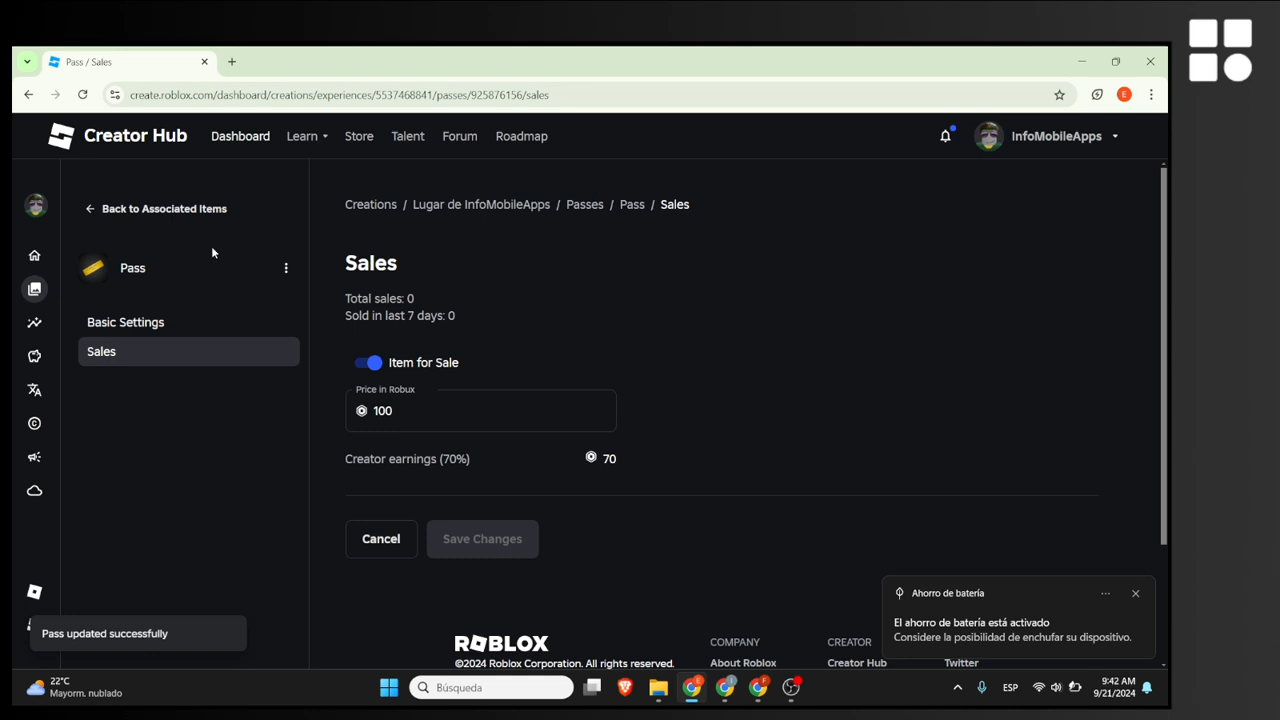 Pass / Sales
create.roblox.com/dashboard/creations/experiences/5537468841/passes/925876156/sales
E
Creator Hub
Dashboard
Learn
Store
Talent
Forum
Roadmap
InfoMobileApps
Back to Associated Items
Creations / Lugar de InfoMobileApps / Passes / Pass / Sales
Pass
Basic Settings
Sales
Sales
Total sales: 0
Sold in last 7 days: 0
Item for Sale
Price in Robux
100
Creator earnings (70%)
70
Cancel
Save Changes
Pass updated successfully
Ahorro de batería
El ahorro de batería está activado
Considere la posibilidad de enchufar su dispositivo.
ROBLOX
©2024 Roblox Corporation. All rights reserved.
COMPANY
About Roblox
CREATOR
Creator Hub
Twitter
22°C
Mayorm. nublado
Búsqueda
E
F
ESP
9:42 AM
9/21/2024